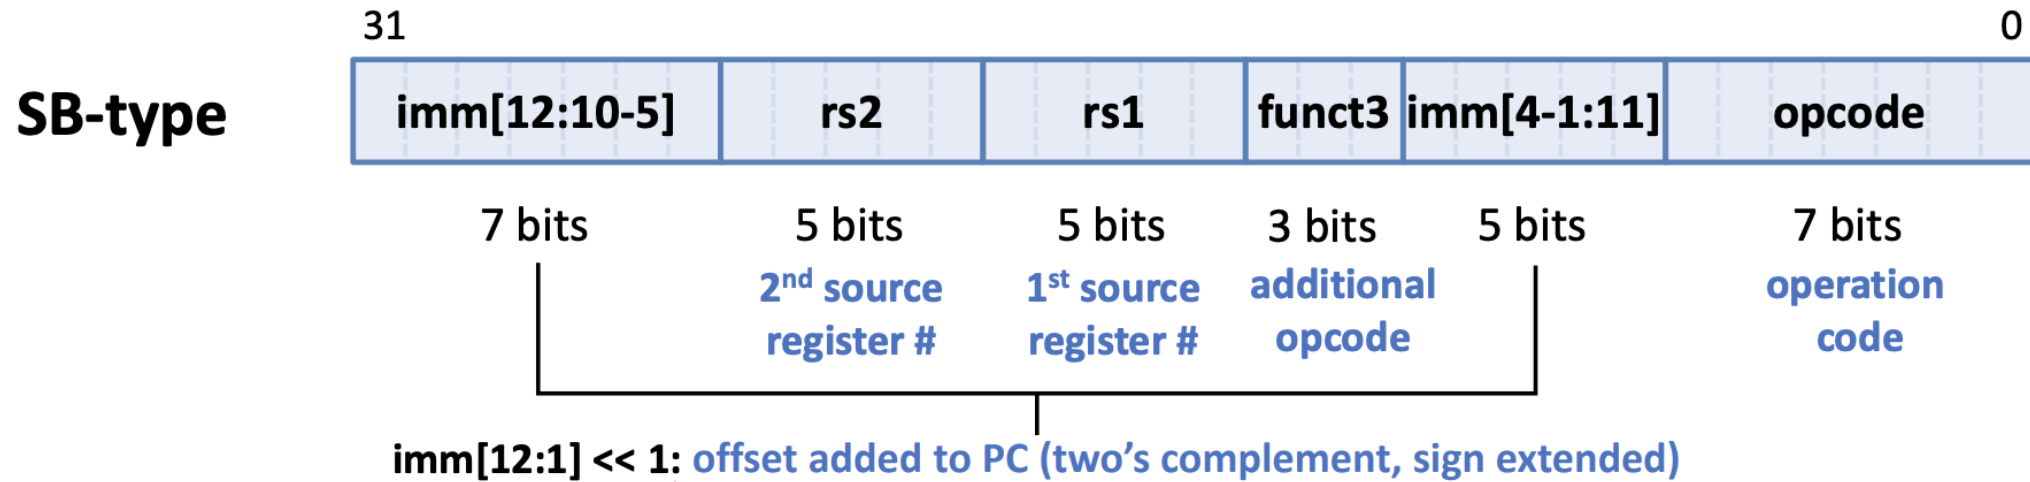 31 0
SB-type imm[12:10-5] rs2 rs1 funct3 imm[4-1:11] opcode
7 bits 5 bits 5 bits 3 bits 5 bits 7 bits
2nd source 1st source additional operation
register # register # opcode code
imm[12:1] << 1: offset added to PC (two’s complement, sign extended)